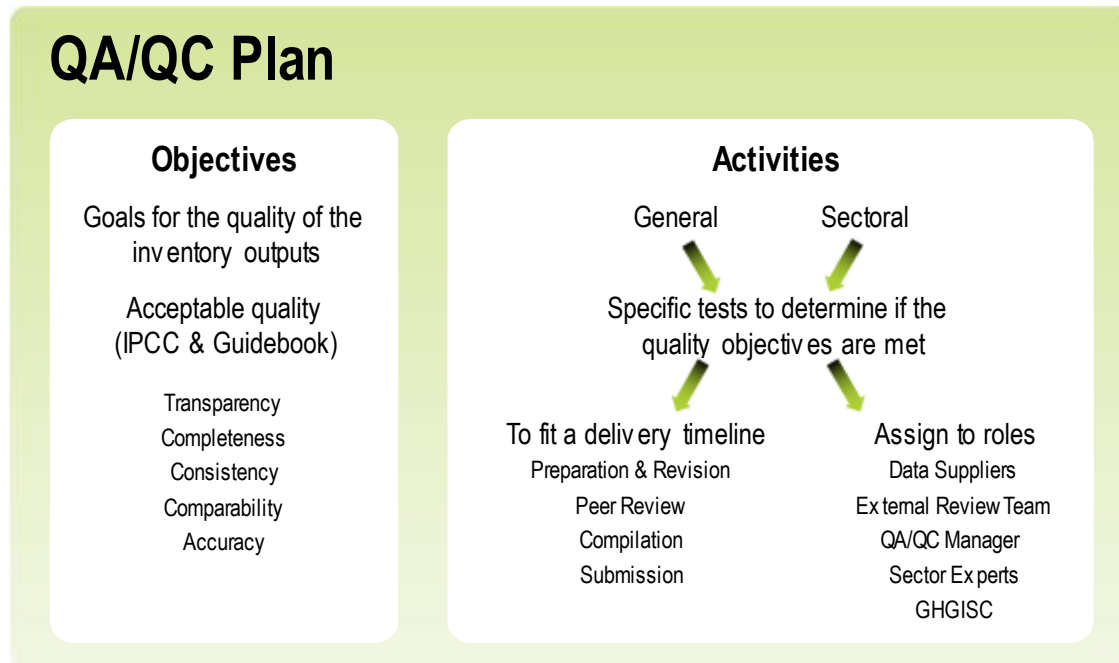 QA/QC Plan
Objectives
Goals for the quality of the
inventory outputs
Acceptable quality
(IPCC & Guidebook)
Transparency
Completeness
Consistency
Comparability
Accuracy
Activities
General
Sectoral
Specific tests to determine if the
quality objectives are met
To fit a delivery timeline
Preparation & Revision
Peer Review
Compilation
Submission
Assign to roles
Data Suppliers
External Review Team
QA/QC Manager
Sector Experts
GHGISC